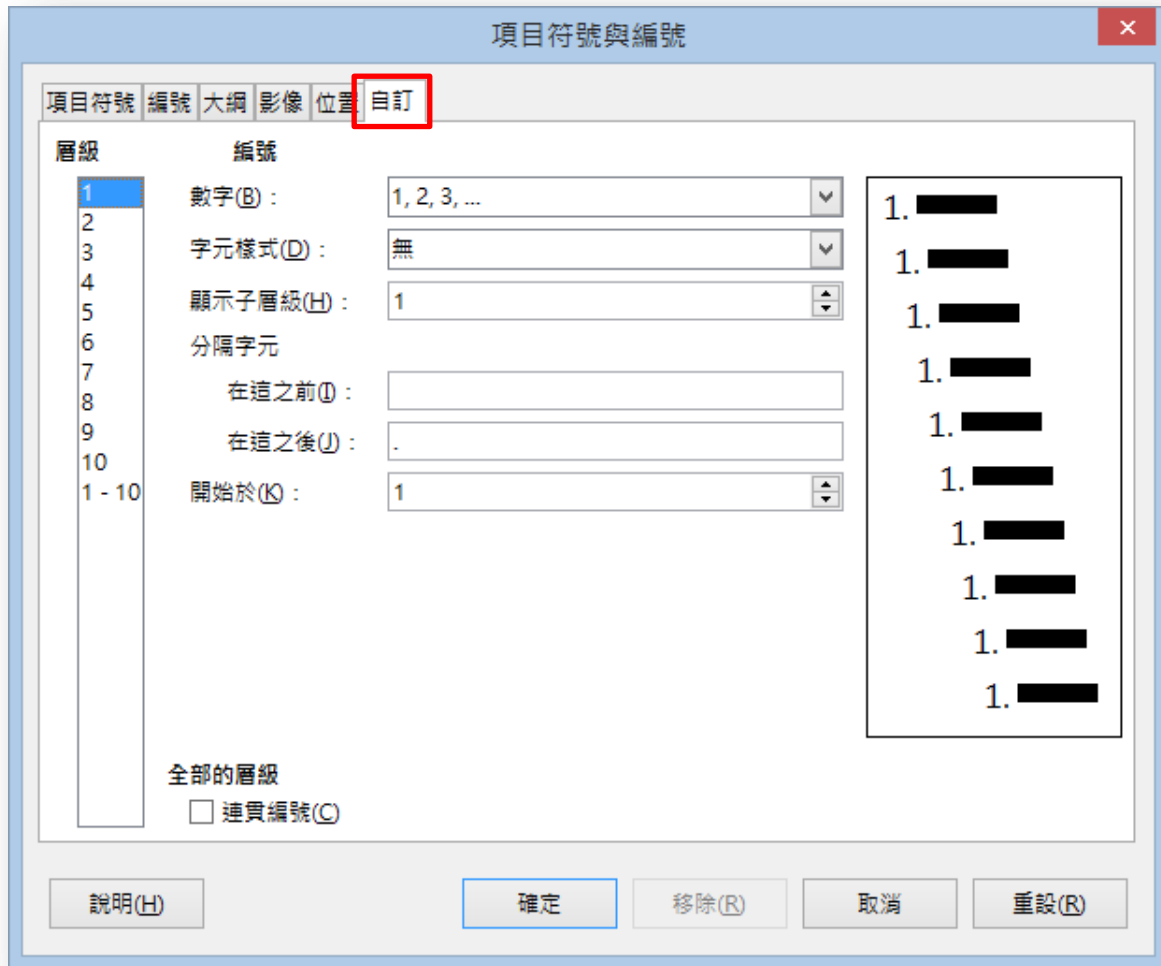 項目符號與編號
項目符號 編號 大綱 影像 位置 自訂
層級 編號
1
2
3
4
5
6
7
8
9
10
1 - 10
數字(B)： 1, 2, 3, ...
字元樣式(D)： 無
顯示子層級(H)： 1
分隔字元
在這之前(I)：
在這之後(J)： .
開始於(K)： 1
1.
1.
1.
1.
1.
1.
1.
1.
1.
1.
全部的層級
連貫編號(C)
說明(H) 確定 移除(R) 取消 重設(R)